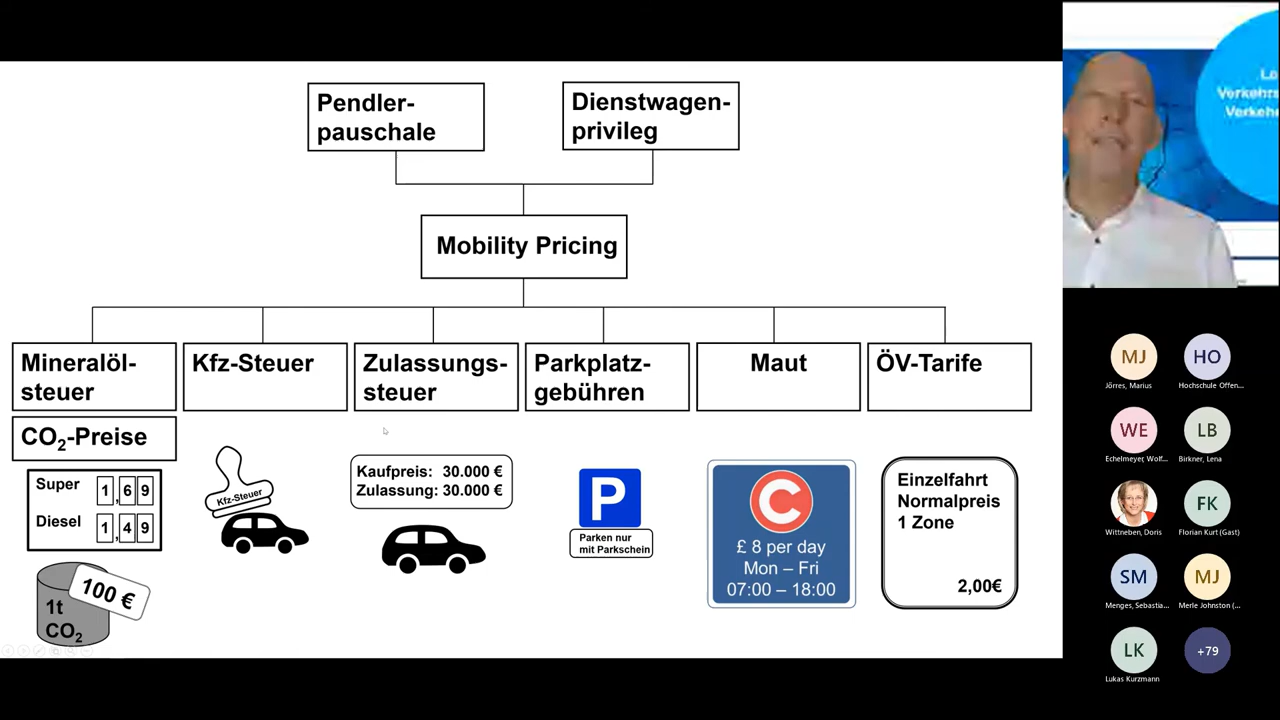 Pendler-
pauschale
Dienstwagen-
privileg
Mobility Pricing
Mineralöl-
steuer
Kfz-Steuer
Zulassungs-
steuer
Parkplatz-
gebühren
Maut
ÖV-Tarife
CO₂-Preise
Super 1,69
Diesel 1,49
1t
CO₂
100 €
Kfz-Steuer
Kaufpreis: 30.000 €
Zulassung: 30.000 €
P
Parken nur
mit Parkschein
C
£ 8 per day
Mon – Fri
07:00 – 18:00
Einzelfahrt
Normalpreis
1 Zone
2,00€
Verkehrs
Verkeh
MJ
Jörres, Marius
HO
Hochschule Offen...
WE
Echelmeyer, Wolf...
LB
Birkner, Lena
Wittneben, Doris
FK
Florian Kurt (Gast)
SM
Menges, Sebastia...
MJ
Merle Johnston (...
LK
Lukas Kurzmann
+79